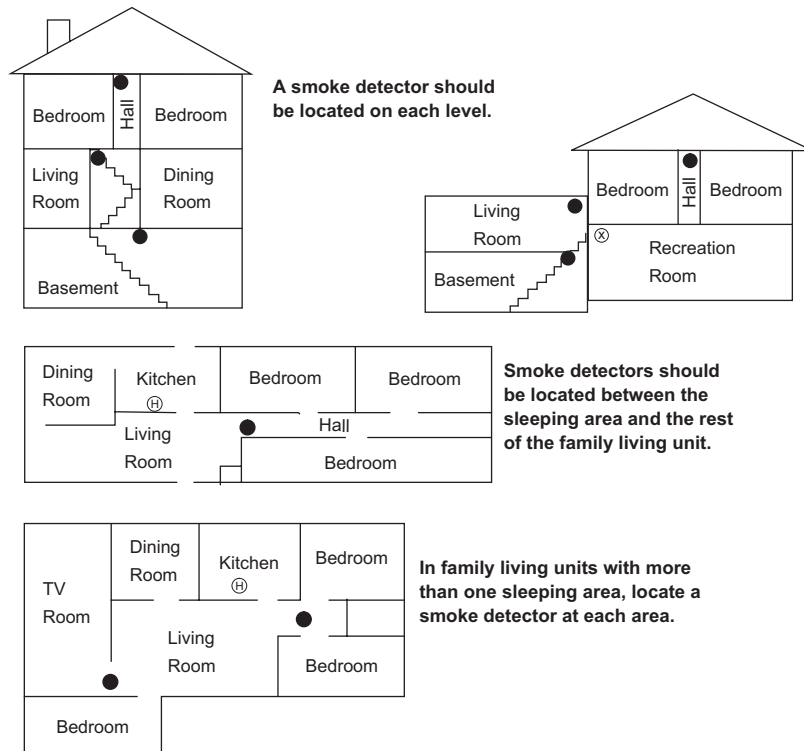 A smoke detector should
be located on each level.
Bedroom
Hall
Bedroom
Living
Room
Dining
Room
Basement
Bedroom
Hall
Bedroom
Living
Room
X
Recreation
Room
Basement
Dining
Room
Kitchen
H
Bedroom
Bedroom
Living
Room
Hall
Bedroom
Smoke detectors should
be located between the
sleeping area and the rest
of the family living unit.
TV
Room
Dining
Room
Kitchen
H
Bedroom
Living
Room
Bedroom
Bedroom
In family living units with more
than one sleeping area, locate a
smoke detector at each area.